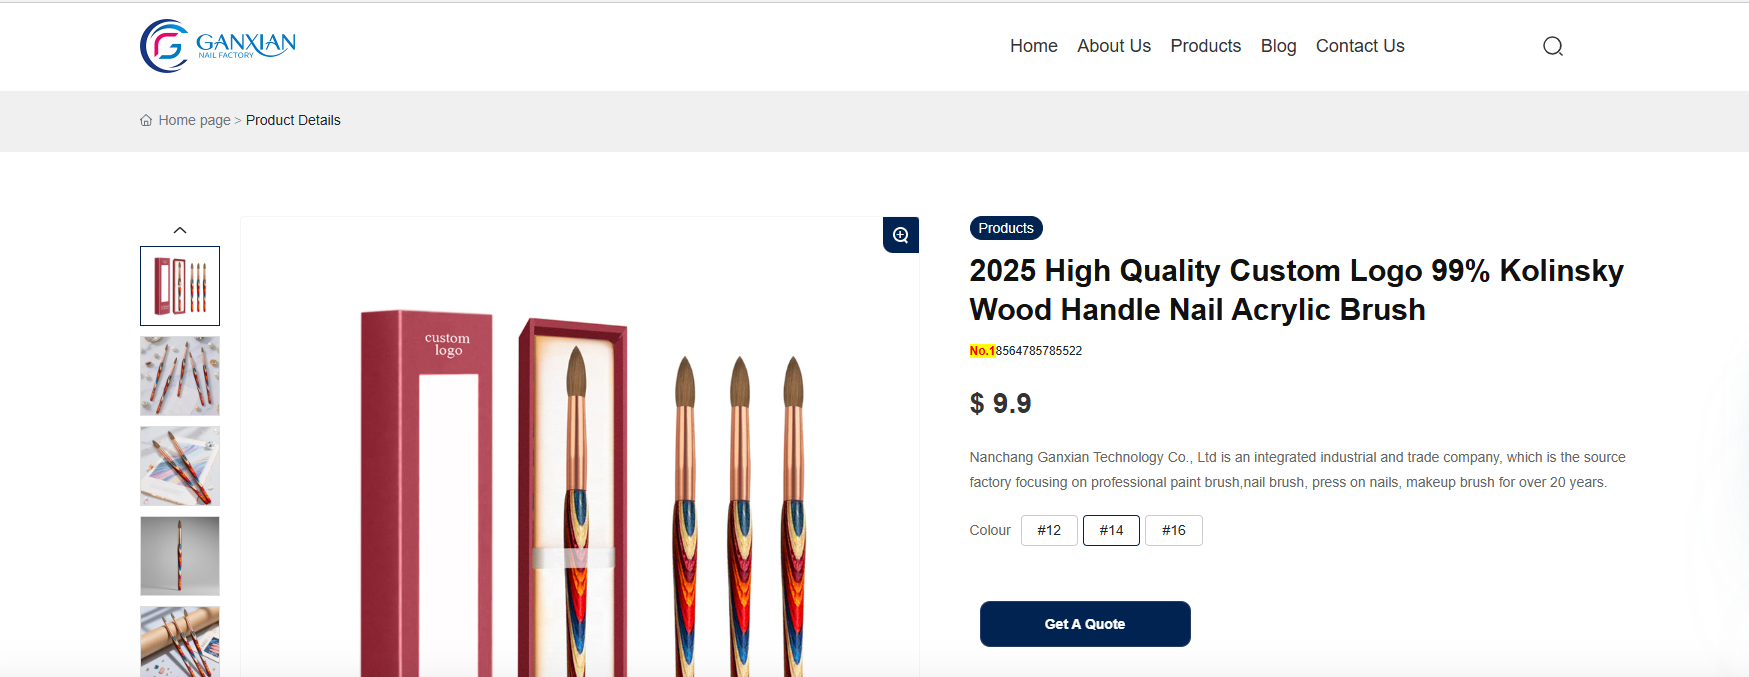 GANXIAN
NAIL FACTORY
Home About Us Products Blog Contact Us
Home page > Product Details
custom
logo
Products
2025 High Quality Custom Logo 99% Kolinsky
Wood Handle Nail Acrylic Brush
No.18564785785522
$ 9.9
Nanchang Ganxian Technology Co., Ltd is an integrated industrial and trade company, which is the source
factory focusing on professional paint brush,nail brush, press on nails, makeup brush for over 20 years.
Colour #12 #14 #16
Get A Quote